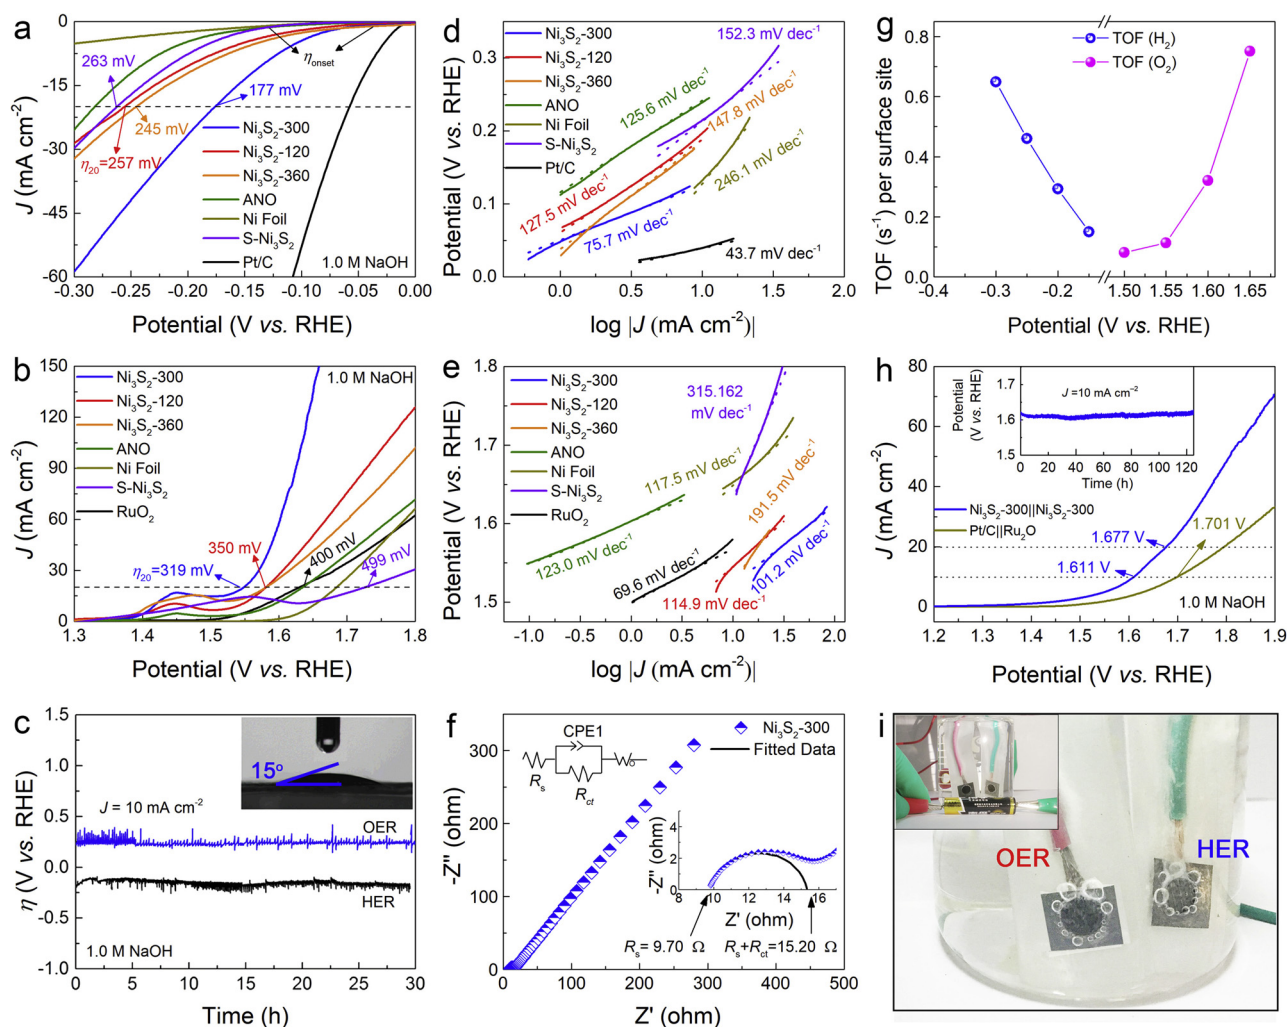 a
0
-15
-30
-45
-60
J (mA cm⁻²)
263 mV
η₂₀=257 mV
245 mV
177 mV
ηonset
Ni₃S₂-300
Ni₃S₂-120
Ni₃S₂-360
ANO
Ni Foil
S-Ni₃S₂
Pt/C
1.0 M NaOH
-0.30 -0.25 -0.20 -0.15 -0.10 -0.05 0.00
Potential (V vs. RHE)
d
0.3
0.2
0.1
0.0
Potential (V vs. RHE)
Ni₃S₂-300
Ni₃S₂-120
Ni₃S₂-360
ANO
Ni Foil
S-Ni₃S₂
Pt/C
152.3 mV dec⁻¹
125.6 mV dec⁻¹
147.8 mV dec⁻¹
246.1 mV dec⁻¹
127.5 mV dec⁻¹
75.7 mV dec⁻¹
43.7 mV dec⁻¹
0.0 0.5 1.0 1.5 2.0
log |J (mA cm⁻²)|
g
0.8
0.6
0.4
0.2
0.0
TOF (s⁻¹) per surface site
TOF (H₂)
TOF (O₂)
-0.4 -0.3 -0.2 1.50 1.55 1.60 1.65
Potential (V vs. RHE)
b
150
120
90
60
30
0
J (mA cm⁻²)
Ni₃S₂-300
Ni₃S₂-120
Ni₃S₂-360
ANO
Ni Foil
S-Ni₃S₂
RuO₂
1.0 M NaOH
350 mV
η₂₀=319 mV
400 mV
499 mV
1.3 1.4 1.5 1.6 1.7 1.8
Potential (V vs. RHE)
e
1.8
1.7
1.6
1.5
Potential (V vs. RHE)
Ni₃S₂-300
Ni₃S₂-120
Ni₃S₂-360
ANO
Ni Foil
S-Ni₃S₂
RuO₂
315.162
mV dec⁻¹
117.5 mV dec⁻¹
123.0 mV dec⁻¹
191.5 mV dec⁻¹
69.6 mV dec⁻¹
114.9 mV dec⁻¹
101.2 mV dec⁻¹
-1.0 -0.5 0.0 0.5 1.0 1.5 2.0
log |J (mA cm⁻²)|
h
80
60
40
20
0
J (mA cm⁻²)
Potential
(V vs. RHE)
1.7
1.6
1.5
J =10 mA cm⁻²
0 20 40 60 80 100 120
Time (h)
Ni₃S₂-300||Ni₃S₂-300
Pt/C||Ru₂O
1.677 V
1.701 V
1.611 V
1.0 M NaOH
1.2 1.3 1.4 1.5 1.6 1.7 1.8 1.9
Potential (V vs. RHE)
c
1.5
1.0
0.5
0.0
-0.5
-1.0
η (V vs. RHE)
15°
J = 10 mA cm⁻²
OER
HER
1.0 M NaOH
0 5 10 15 20 25 30
Time (h)
f
300
200
100
0
-Z'' (ohm)
CPE1
Rs
Rct
Wo
Ni₃S₂-300
Fitted Data
-Z'' (ohm)
4
2
0
8 10 12 14 16
Z' (ohm)
Rs= 9.70 Ω
Rs+Rct=15.20 Ω
0 50 100 150 200 250 300 400 500
Z' (ohm)
i
OER
HER